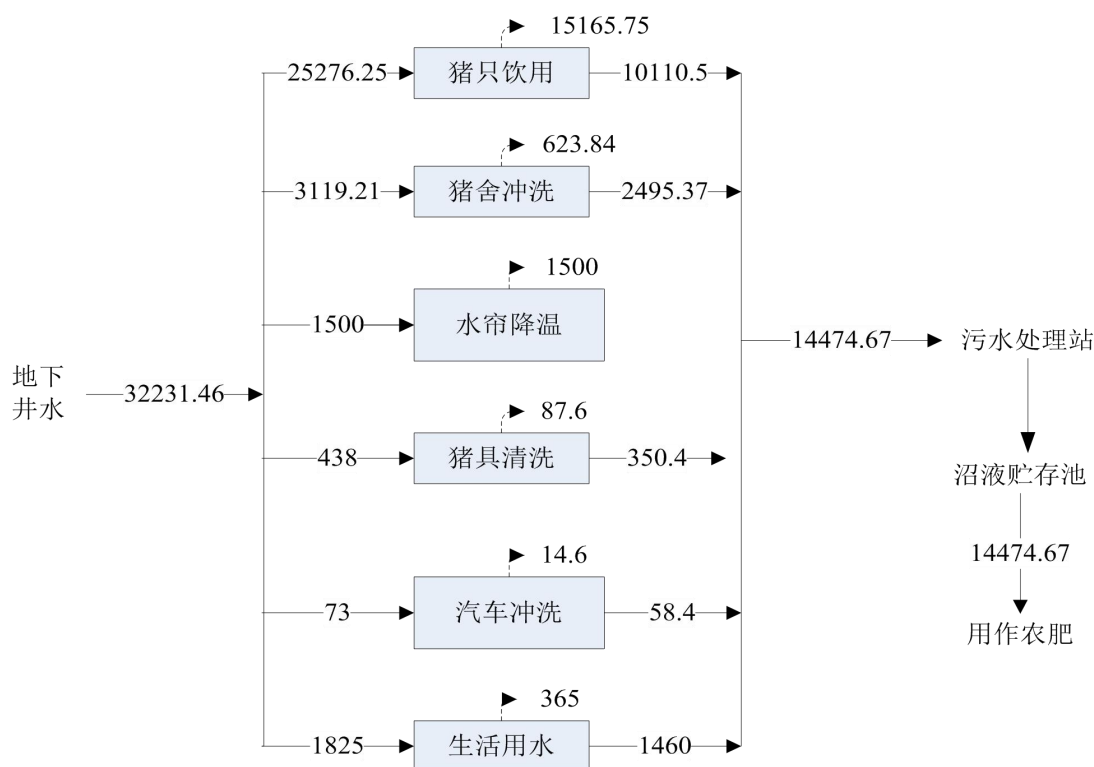 15165.75
25276.25
猪只饮用
10110.5
623.84
3119.21
猪舍冲洗
2495.37
1500
1500
水帘降温
地下
井水
32231.46
14474.67
污水处理站
87.6
438
猪具清洗
350.4
沼液贮存池
14474.67
用作农肥
14.6
73
汽车冲洗
58.4
365
1825
生活用水
1460